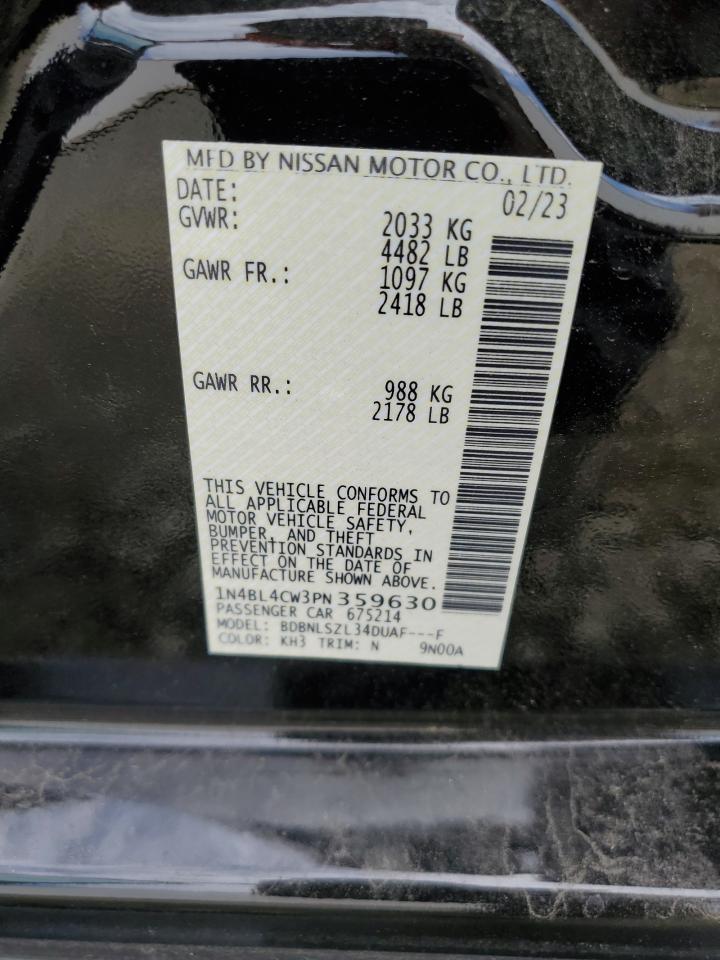 MFD BY NISSAN MOTOR CO., LTD.
DATE: 02/23
GVWR: 2033 KG
4482 LB
GAWR FR.: 1097 KG
2418 LB
GAWR RR.: 988 KG
2178 LB
THIS VEHICLE CONFORMS TO
ALL APPLICABLE FEDERAL
MOTOR VEHICLE SAFETY,
BUMPER, AND THEFT
PREVENTION STANDARDS IN
EFFECT ON THE DATE OF
MANUFACTURE SHOWN ABOVE.
1N4BL4CW3PN359630
PASSENGER CAR 675214
MODEL: BDBNLSZL34DUAF---F
COLOR: KH3 TRIM: N 9N00A